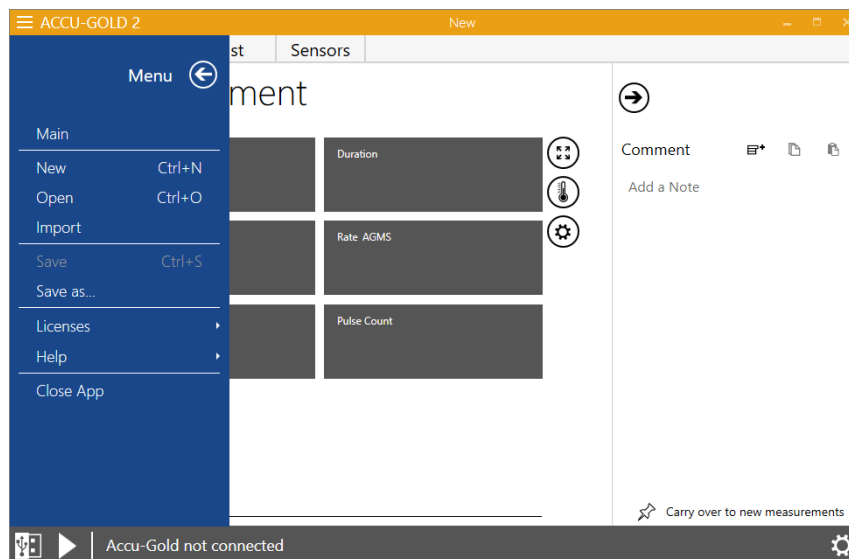 ACCU-GOLD 2
New
st
Sensors
Menu
ment
Main
New Ctrl+N
Open Ctrl+O
Import
Save Ctrl+S
Save as...
Licenses
Help
Close App
Duration
Rate AGMS
Pulse Count
Comment
Add a Note
Carry over to new measurements
Accu-Gold not connected